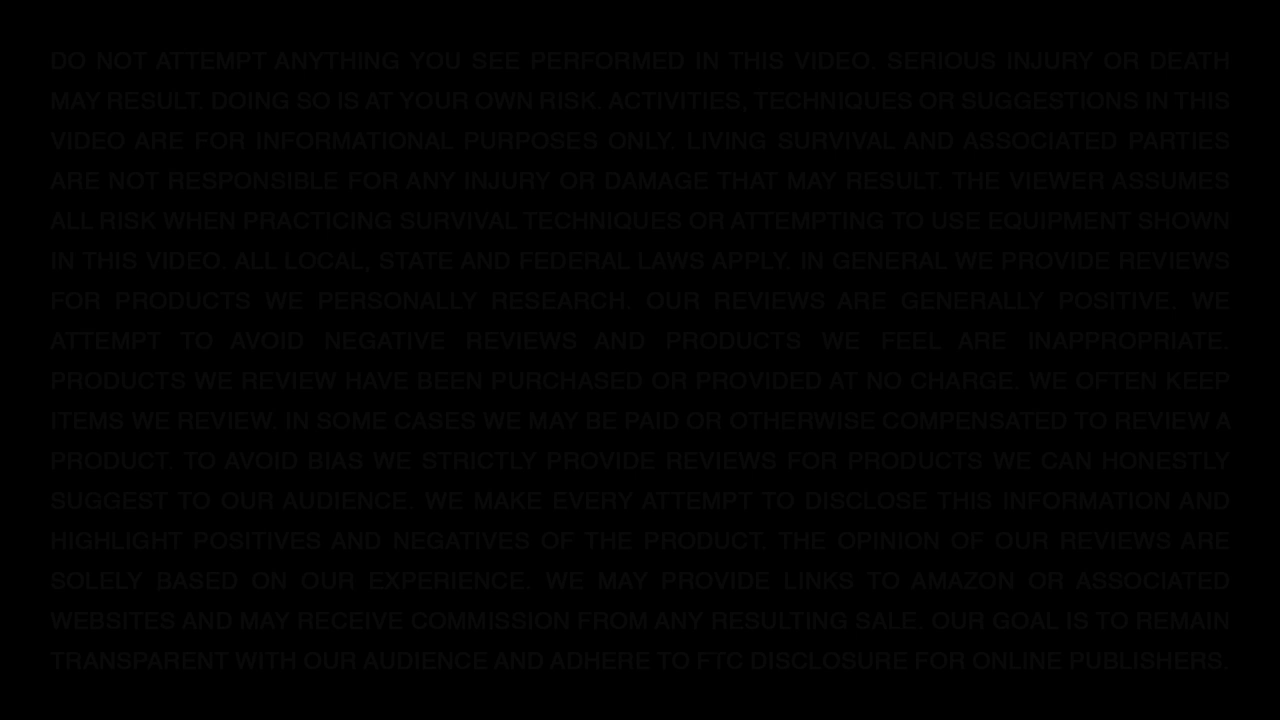 DO NOT ATTEMPT ANYTHING YOU SEE PERFORMED IN THIS VIDEO. SERIOUS INJURY OR DEATH
MAY RESULT. DOING SO IS AT YOUR OWN RISK. ACTIVITIES, TECHNIQUES OR SUGGESTIONS IN THIS
VIDEO ARE FOR INFORMATIONAL PURPOSES ONLY. LIVING SURVIVAL AND ASSOCIATED PARTIES
ARE NOT RESPONSIBLE FOR ANY INJURY OR DAMAGE THAT MAY RESULT. THE VIEWER ASSUMES
ALL RISK WHEN PRACTICING SURVIVAL TECHNIQUES OR ATTEMPTING TO USE EQUIPMENT SHOWN
IN THIS VIDEO. ALL LOCAL, STATE AND FEDERAL LAWS APPLY. IN GENERAL WE PROVIDE REVIEWS
FOR PRODUCTS WE PERSONALLY RESEARCH. OUR REVIEWS ARE GENERALLY POSITIVE. WE
ATTEMPT TO AVOID NEGATIVE REVIEWS AND PRODUCTS WE FEEL ARE INAPPROPRIATE.
PRODUCTS WE REVIEW HAVE BEEN PURCHASED OR PROVIDED AT NO CHARGE. WE OFTEN KEEP
ITEMS WE REVIEW. IN SOME CASES WE MAY BE PAID OR OTHERWISE COMPENSATED TO REVIEW A
PRODUCT. TO AVOID BIAS WE STRICTLY PROVIDE REVIEWS FOR PRODUCTS WE CAN HONESTLY
SUGGEST TO OUR AUDIENCE. WE MAKE EVERY ATTEMPT TO DISCLOSE THIS INFORMATION AND
HIGHLIGHT POSITIVES AND NEGATIVES OF THE PRODUCT. THE OPINION OF OUR REVIEWS ARE
SOLELY BASED ON OUR EXPERIENCE. WE MAY PROVIDE LINKS TO AMAZON OR ASSOCIATED
WEBSITES AND MAY RECEIVE COMMISSION FROM ANY RESULTING SALE. OUR GOAL IS TO REMAIN
TRANSPARENT WITH OUR AUDIENCE AND ADHERE TO FTC DISCLOSURE FOR ONLINE PUBLISHERS.